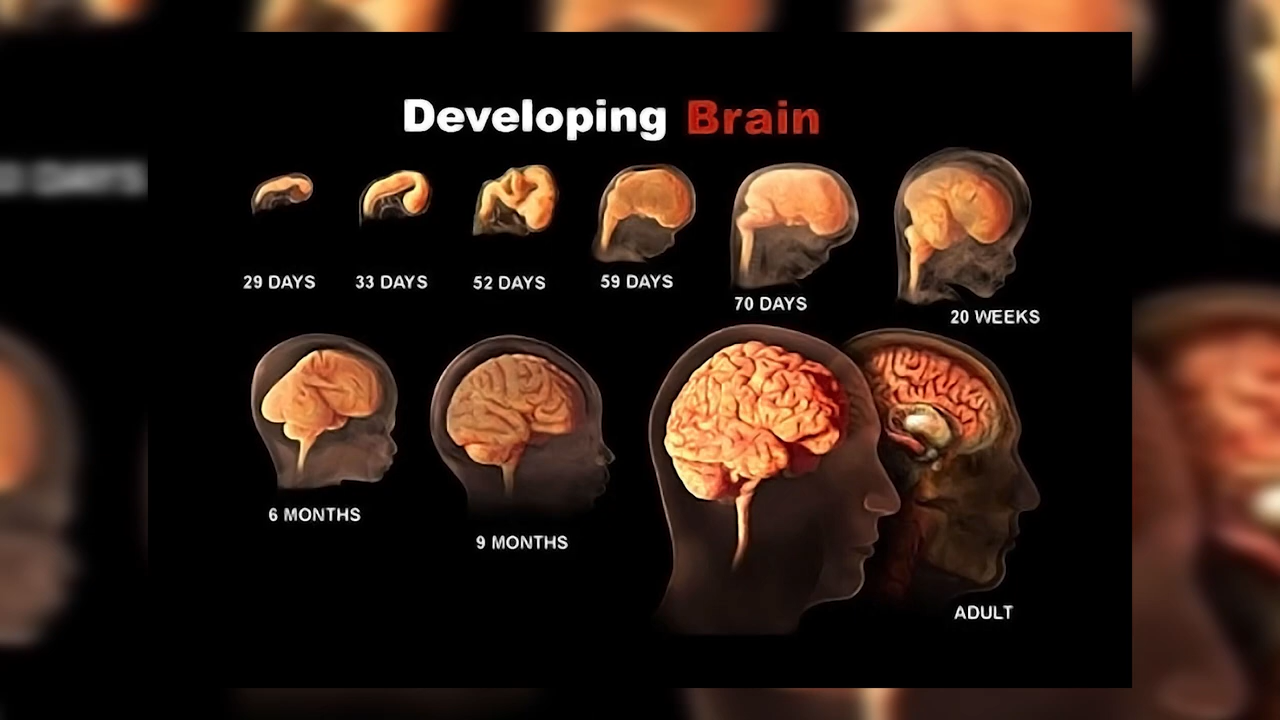 Developing Brain
29 DAYS
33 DAYS
52 DAYS
59 DAYS
70 DAYS
20 WEEKS
6 MONTHS
9 MONTHS
ADULT